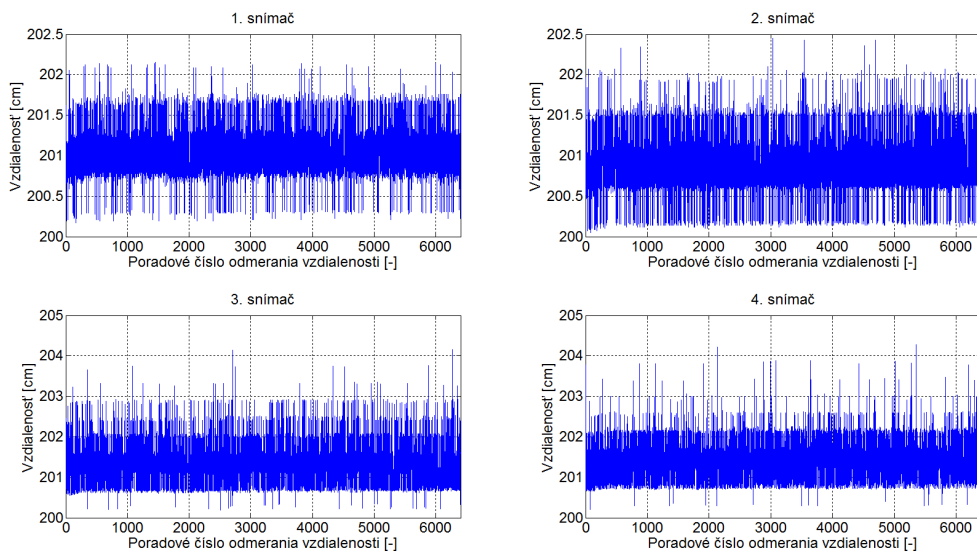 1. snímač
202.5
202
201.5
201
200.5
200
Vzdialenosť [cm]
0 1000 2000 3000 4000 5000 6000
Poradové číslo odmerania vzdialenosti [-]
2. snímač
202.5
202
201.5
201
200.5
200
Vzdialenosť [cm]
0 1000 2000 3000 4000 5000 6000
Poradové číslo odmerania vzdialenosti [-]
3. snímač
205
204
203
202
201
200
Vzdialenosť [cm]
0 1000 2000 3000 4000 5000 6000
Poradové číslo odmerania vzdialenosti [-]
4. snímač
205
204
203
202
201
200
Vzdialenosť [cm]
0 1000 2000 3000 4000 5000 6000
Poradové číslo odmerania vzdialenosti [-]